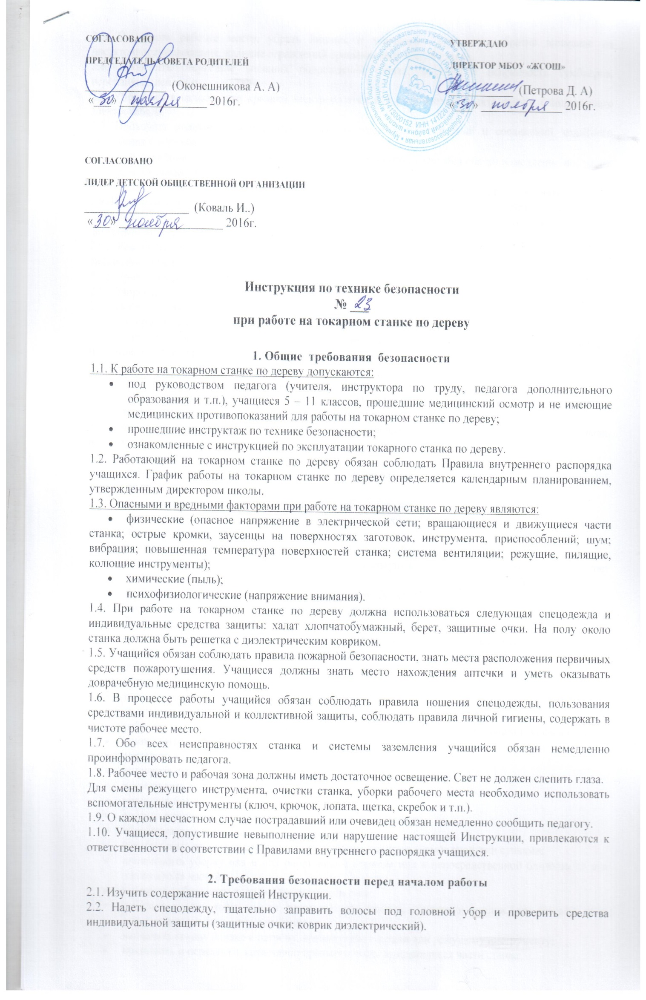 СОГЛАСОВАНО
ПРЕДСЕДАТЕЛЬ СОВЕТА РОДИТЕЛЕЙ
______________ (Оконешникова А. А)
«30» ноября 2016г.
УТВЕРЖДАЮ
ДИРЕКТОР МБОУ «ЖСОШ»
___________(Петрова Д. А)
«30» ноября 2016г.
СОГЛАСОВАНО
ЛИДЕР ДЕТСКОЙ ОБЩЕСТВЕННОЙ ОРГАНИЗАЦИИ
__________________ (Коваль И..)
«30» ноября 2016г.
Инструкция по технике безопасности
№ 23
при работе на токарном станке по дереву
1. Общие требования безопасности
1.1. К работе на токарном станке по дереву допускаются:
• под руководством педагога (учителя, инструктора по труду, педагога дополнительного
образования и т.п.), учащиеся 5 – 11 классов, прошедшие медицинский осмотр и не имеющие
медицинских противопоказаний для работы на токарном станке по дереву;
• прошедшие инструктаж по технике безопасности;
• ознакомленные с инструкцией по эксплуатации токарного станка по дереву.
1.2. Работающий на токарном станке по дереву обязан соблюдать Правила внутреннего распорядка
учащихся. График работы на токарном станке по дереву определяется календарным планированием,
утвержденным директором школы.
1.3. Опасными и вредными факторами при работе на токарном станке по дереву являются:
• физические (опасное напряжение в электрической сети; вращающиеся и движущиеся части
станка; острые кромки, заусенцы на поверхностях заготовок, инструмента, приспособлений; шум;
вибрация; повышенная температура поверхностей станка; система вентиляции; режущие, пилящие,
колющие инструменты);
• химические (пыль);
• психофизиологические (напряжение внимания).
1.4. При работе на токарном станке по дереву должна использоваться следующая спецодежда и
индивидуальные средства защиты: халат хлопчатобумажный, берет, защитные очки. На полу около
станка должна быть решетка с диэлектрическим ковриком.
1.5. Учащийся обязан соблюдать правила пожарной безопасности, знать места расположения первичных
средств пожаротушения. Учащиеся должны знать место нахождения аптечки и уметь оказывать
доврачебную медицинскую помощь.
1.6. В процессе работы учащийся обязан соблюдать правила ношения спецодежды, пользования
средствами индивидуальной и коллективной защиты, соблюдать правила личной гигиены, содержать в
чистоте рабочее место.
1.7. Обо всех неисправностях станка и системы заземления учащийся обязан немедленно
проинформировать педагога.
1.8. Рабочее место и рабочая зона должны иметь достаточное освещение. Свет не должен слепить глаза.
Для смены режущего инструмента, очистки станка, уборки рабочего места необходимо использовать
вспомогательные инструменты (ключ, крючок, лопата, щетка, скребок и т.п.).
1.9. О каждом несчастном случае пострадавший или очевидец обязан немедленно сообщить педагогу.
1.10. Учащиеся, допустившие невыполнение или нарушение настоящей Инструкции, привлекаются к
ответственности в соответствии с Правилами внутреннего распорядка учащихся.
2. Требования безопасности перед началом работы
2.1. Изучить содержание настоящей Инструкции.
2.2. Надеть спецодежду, тщательно заправить волосы под головной убор и проверить средства
индивидуальной защиты (защитные очки; коврик диэлектрический).